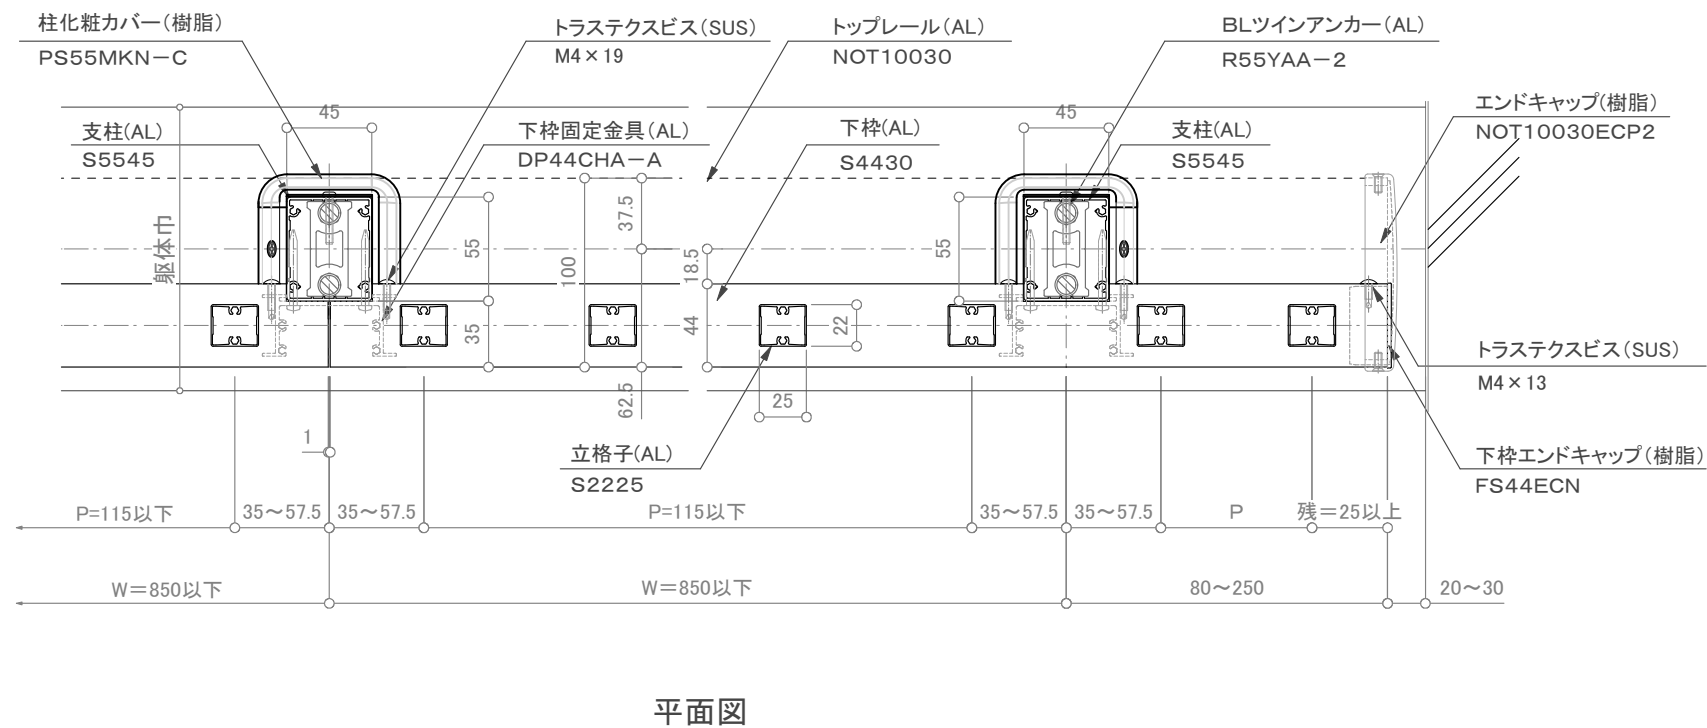 柱化粧カバー(樹脂)
PS55MKN－C
トラステクスビス(SUS)
M4×19
トップレール(AL)
NOT10030
BLツインアンカー(AL)
R55YAA－2
エンドキャップ(樹脂)
NOT10030ECP2
支柱(AL)
S5545
45
下枠固定金具(AL)
DP44CHA－A
下枠(AL)
S4430
45
支柱(AL)
S5545
躯体巾
55
35
100
37.5
62.5
18.5
44
55
22
25
1
立格子(AL)
S2225
トラステクスビス(SUS)
M4×13
下枠エンドキャップ(樹脂)
FS44ECN
P=115以下
35～57.5
35～57.5
P=115以下
35～57.5
35～57.5
P
残＝25以上
W＝850以下
W＝850以下
80～250
20～30
平面図